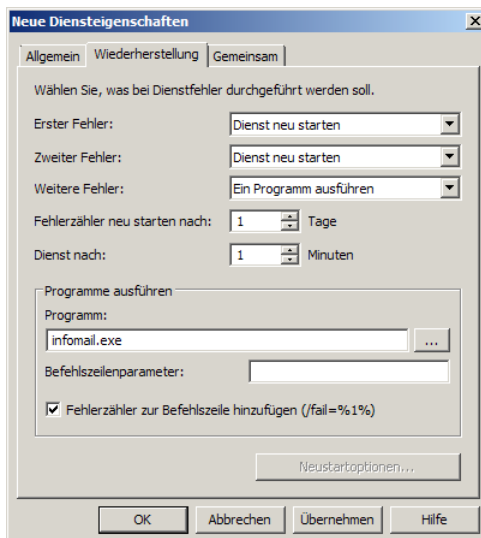 Neue Diensteigenschaften
Allgemein Wiederherstellung Gemeinsam
Wählen Sie, was bei Dienstfehler durchgeführt werden soll.
Erster Fehler: Dienst neu starten
Zweiter Fehler: Dienst neu starten
Weitere Fehler: Ein Programm ausführen
Fehlerzähler neu starten nach: 1 Tage
Dienst nach: 1 Minuten
Programme ausführen
Programm:
infomail.exe ...
Befehlszeilenparameter:
Fehlerzähler zur Befehlszeile hinzufügen (/fail=%1%)
Neustartoptionen...
OK Abbrechen Übernehmen Hilfe